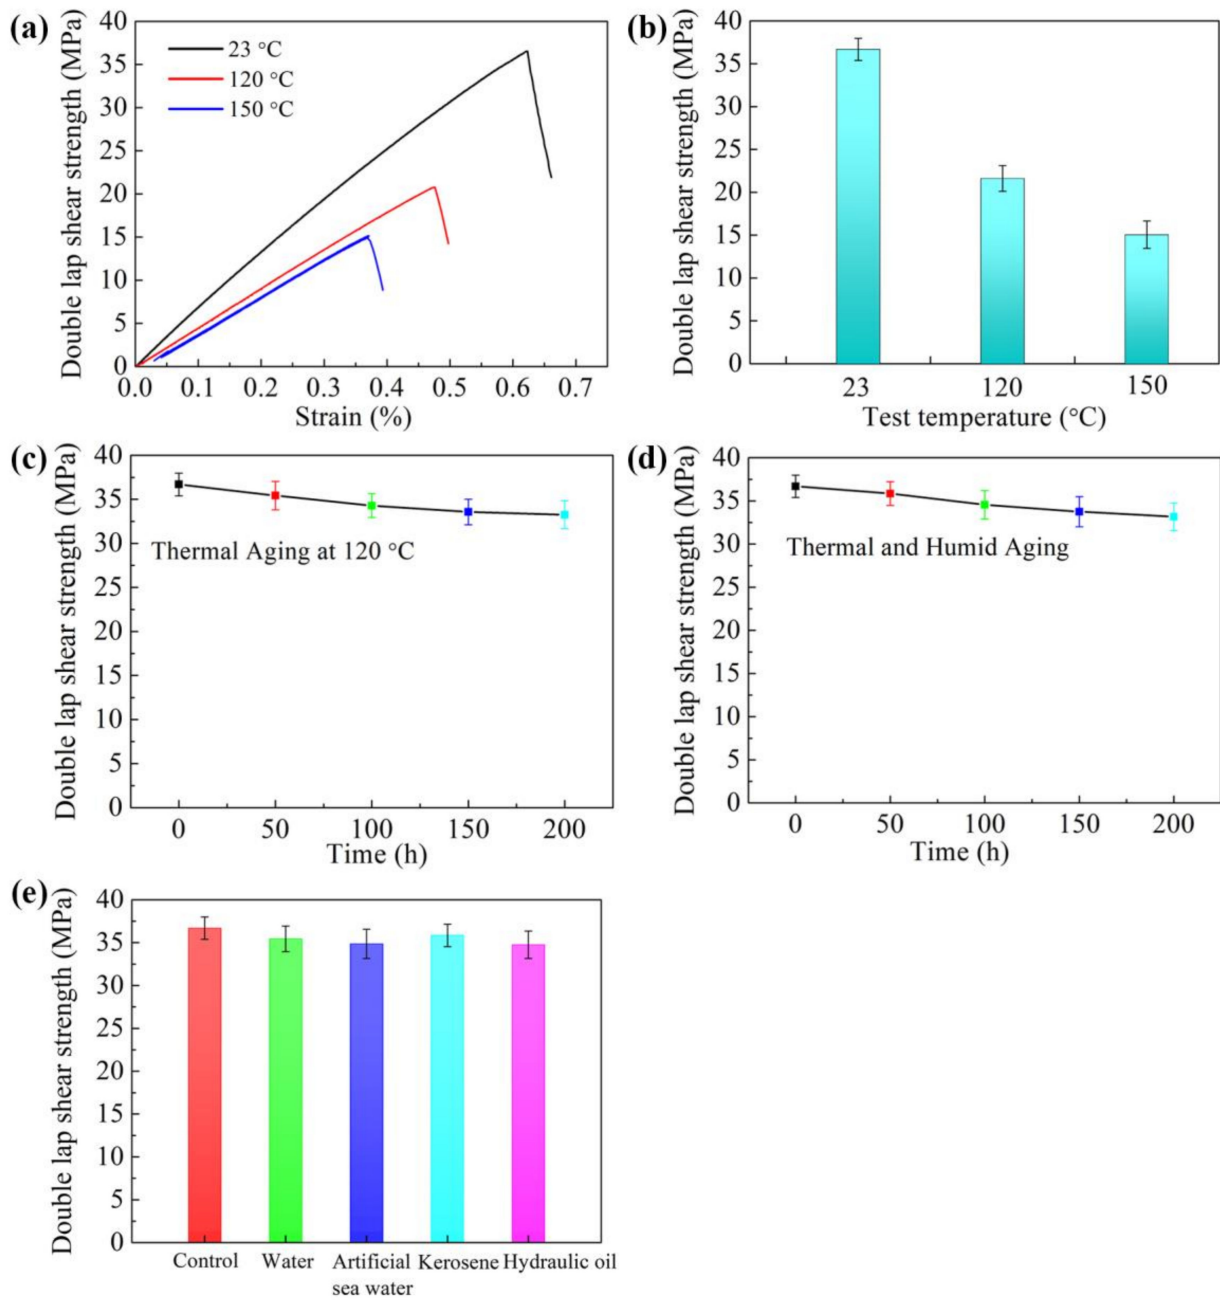 (a)
Double lap shear strength (MPa)
40
35
30
25
20
15
10
5
0
23 °C
120 °C
150 °C
0.0 0.1 0.2 0.3 0.4 0.5 0.6 0.7
Strain (%)
(b)
Double lap shear strength (MPa)
40
35
30
25
20
15
10
5
0
23 120 150
Test temperature (°C)
(c)
Double lap shear strength (MPa)
40
35
30
25
20
15
10
5
0
Thermal Aging at 120 °C
0 50 100 150 200
Time (h)
(d)
Double lap shear strength (MPa)
40
35
30
25
20
15
10
5
0
Thermal and Humid Aging
0 50 100 150 200
Time (h)
(e)
Double lap shear strength (MPa)
40
35
30
25
20
15
10
5
0
Control Water Artificial Kerosene Hydraulic oil
sea water